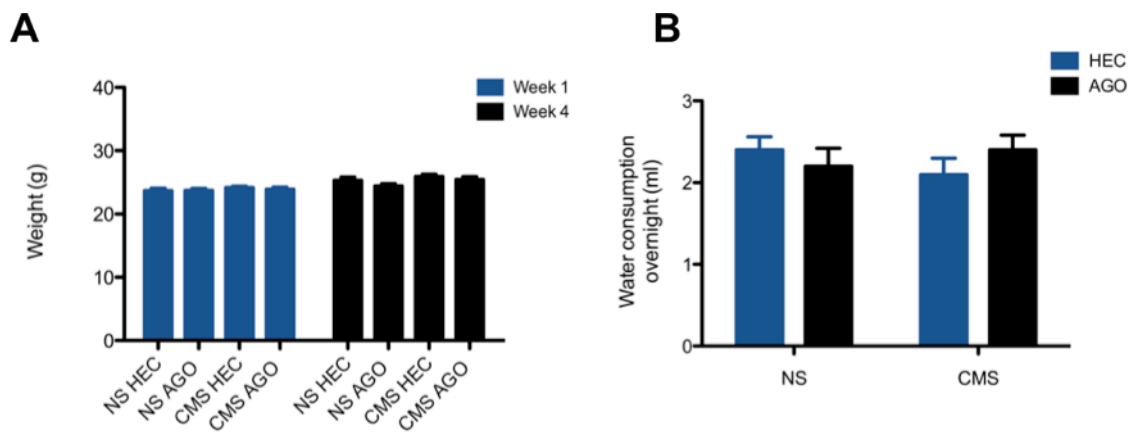 A
Week 1
Week 4
40
30
20
10
0
Weight (g)
NS HEC
NS AGO
CMS HEC
CMS AGO
NS HEC
NS AGO
CMS HEC
CMS AGO
B
HEC
AGO
3
2
1
0
Water consumption
overnight (ml)
NS
CMS